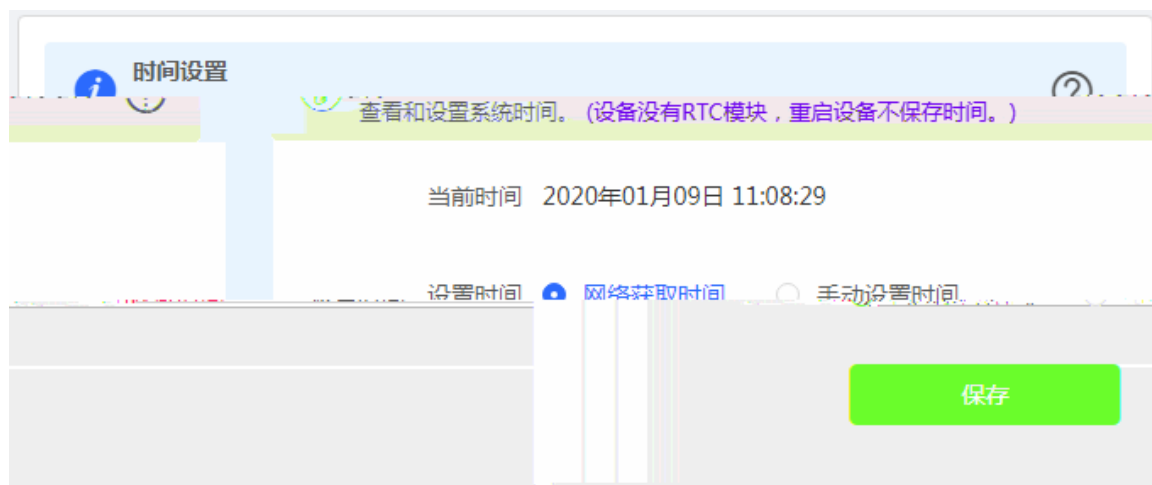 时间设置
查看和设置系统时间。 (设备没有RTC模块，重启设备不保存时间。)
当前时间 2020年01月09日 11:08:29
设置时间 网络获取时间 手动设置时间
保存